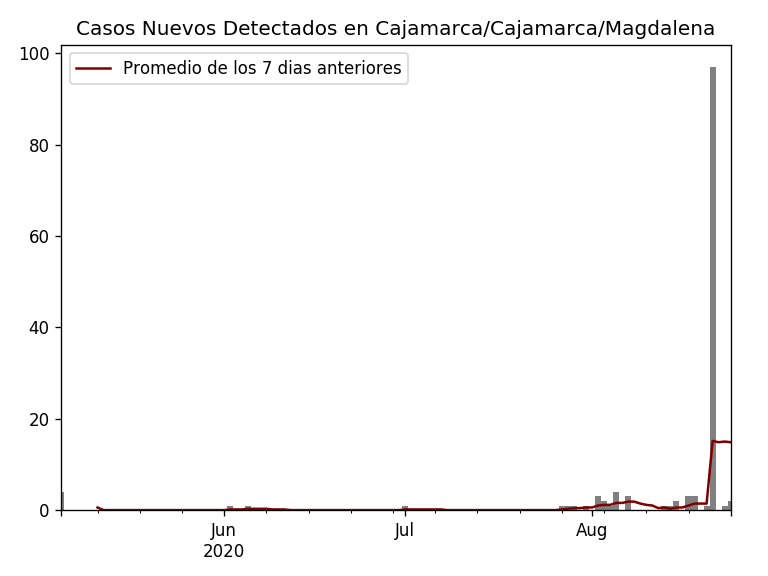 Casos Nuevos Detectados en Cajamarca/Cajamarca/Magdalena
Promedio de los 7 dias anteriores
100
80
60
40
20
0
Jun Jul Aug
2020